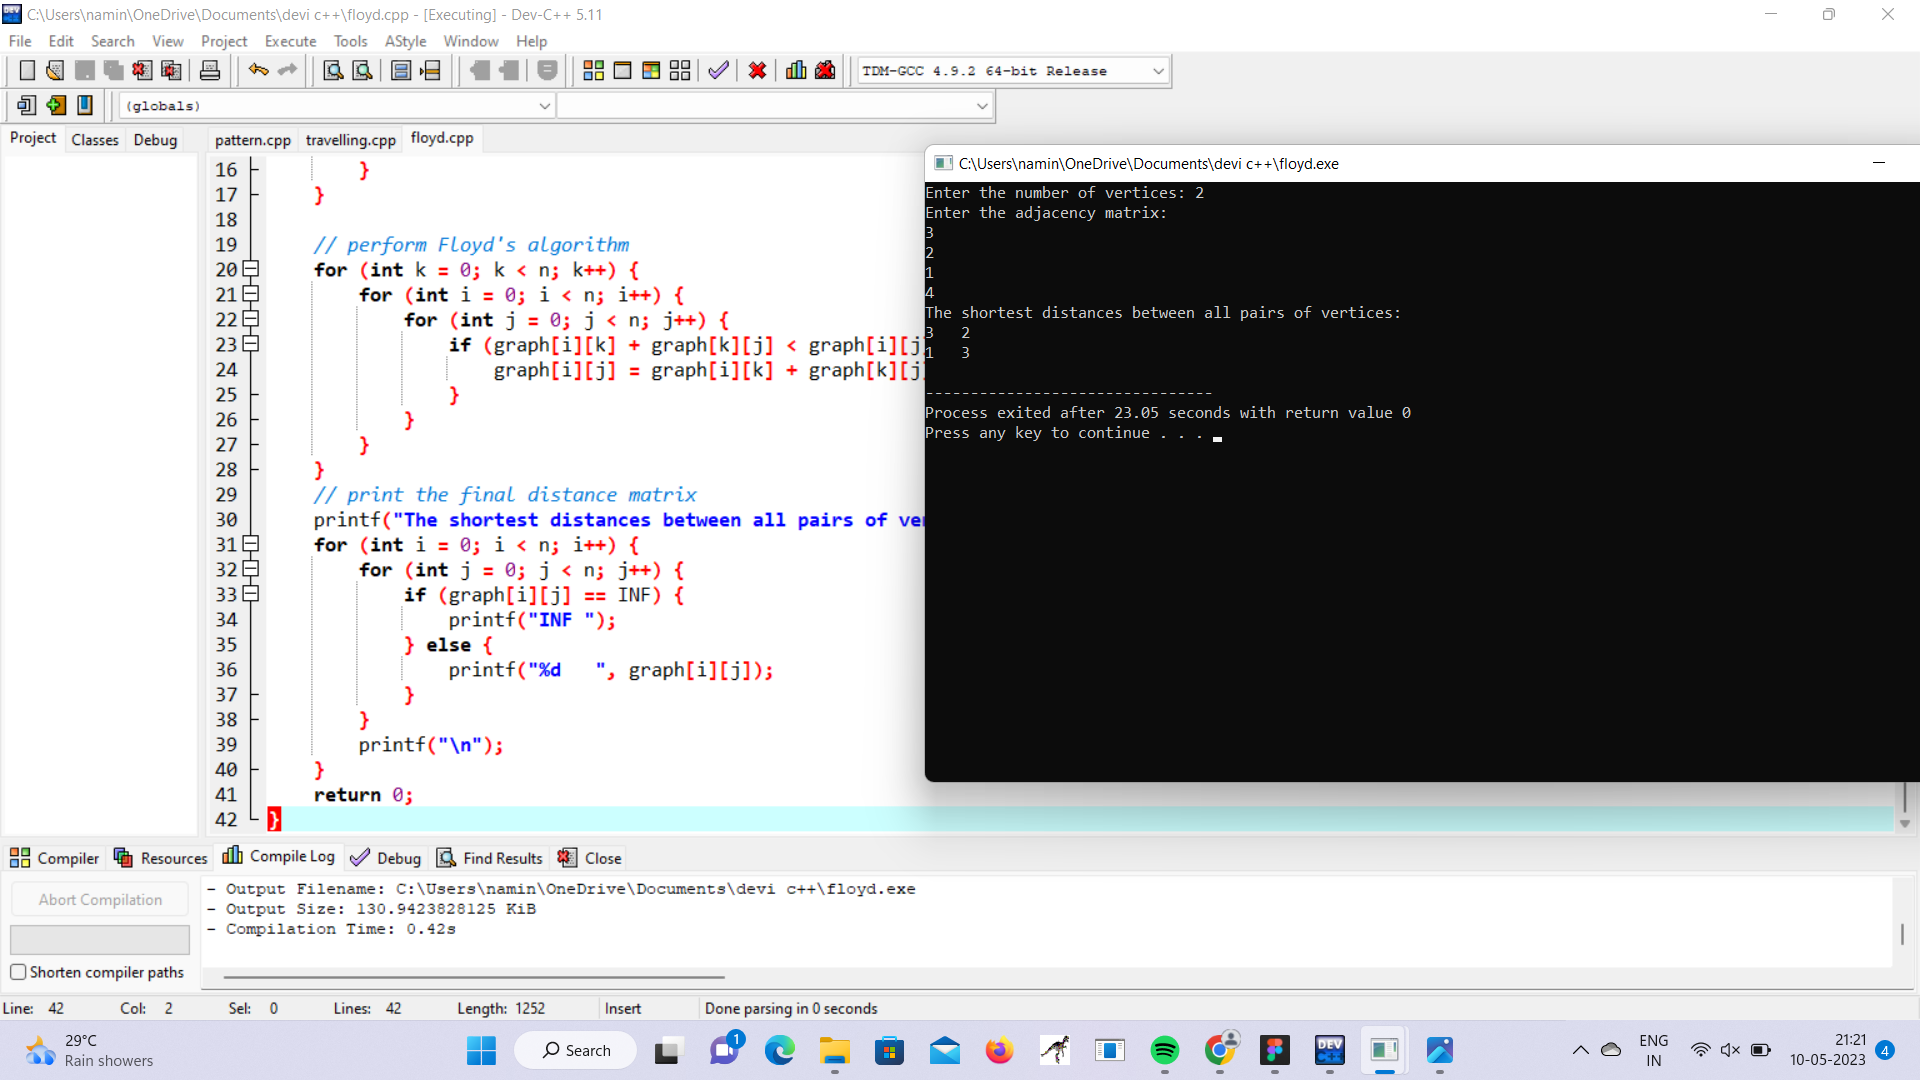 C:\Users\namin\OneDrive\Documents\devi c++\floyd.cpp - [Executing] - Dev-C++ 5.11
File Edit Search View Project Execute Tools AStyle Window Help
TDM-GCC 4.9.2 64-bit Release
(globals)
Project Classes Debug
pattern.cpp travelling.cpp floyd.cpp
16 }
17 }
18
19 // perform Floyd's algorithm
20 for (int k = 0; k < n; k++) {
21 for (int i = 0; i < n; i++) {
22 for (int j = 0; j < n; j++) {
23 if (graph[i][k] + graph[k][j] < graph[i][j
24 graph[i][j] = graph[i][k] + graph[k][j]
25 }
26 }
27 }
28 }
29 // print the final distance matrix
30 printf("The shortest distances between all pairs of ver
31 for (int i = 0; i < n; i++) {
32 for (int j = 0; j < n; j++) {
33 if (graph[i][j] == INF) {
34 printf("INF ");
35 } else {
36 printf("%d   ", graph[i][j]);
37 }
38 }
39 printf("\n");
40 }
41 return 0;
42 }
C:\Users\namin\OneDrive\Documents\devi c++\floyd.exe
Enter the number of vertices: 2
Enter the adjacency matrix:
3
2
1
4
The shortest distances between all pairs of vertices:
3   2
1   3
--------------------------------
Process exited after 23.05 seconds with return value 0
Press any key to continue . . .
Compiler Resources Compile Log Debug Find Results Close
Abort Compilation
Shorten compiler paths
- Output Filename: C:\Users\namin\OneDrive\Documents\devi c++\floyd.exe
- Output Size: 130.9423828125 KiB
- Compilation Time: 0.42s
Line: 42 Col: 2 Sel: 0 Lines: 42 Length: 1252 Insert Done parsing in 0 seconds
29°C
Rain showers
Search
1
DEV
C++
ENG
IN
21:21
10-05-2023
4